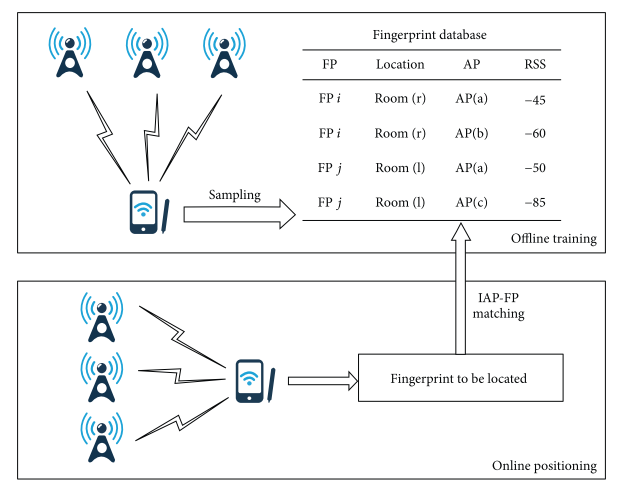 Fingerprint database
FP Location AP RSS
FP i Room (r) AP(a) −45
FP i Room (r) AP(b) −60
FP j Room (l) AP(a) −50
FP j Room (l) AP(c) −85
Sampling
Offline training
IAP-FP
matching
Fingerprint to be located
Online positioning